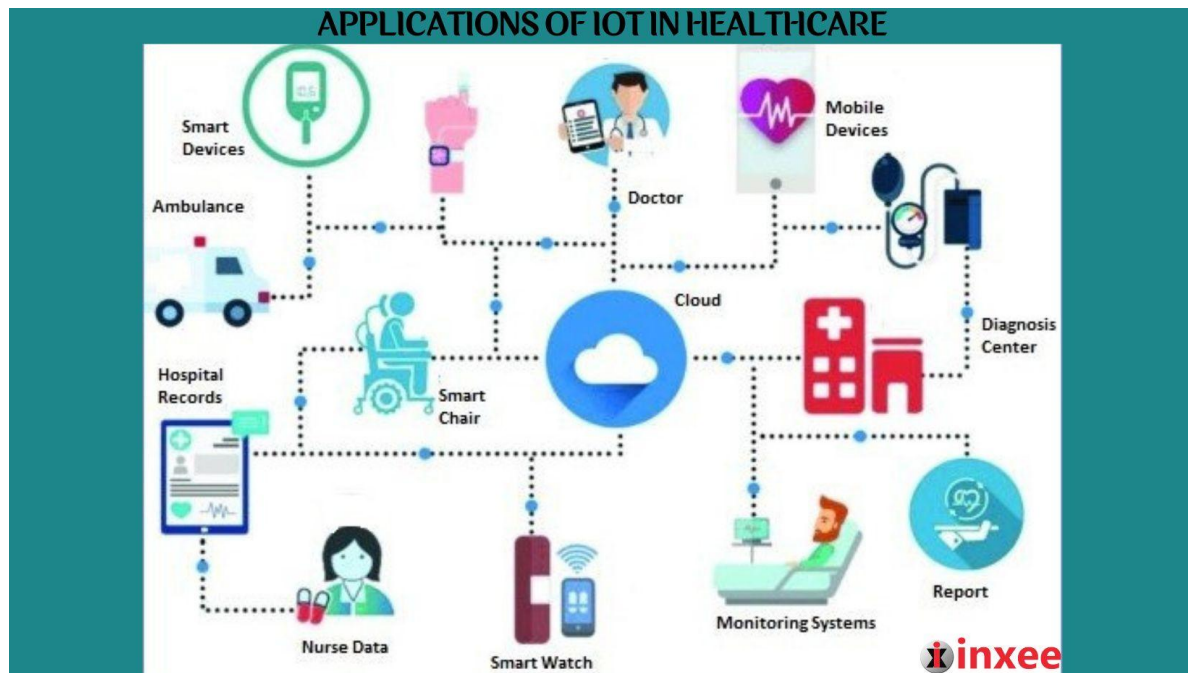 APPLICATIONS OF IOT IN HEALTHCARE
Smart
Devices
Mobile
Devices
Ambulance
Doctor
Cloud
Diagnosis
Center
Hospital
Records
Smart
Chair
Nurse Data
Smart Watch
Monitoring Systems
Report
inxee